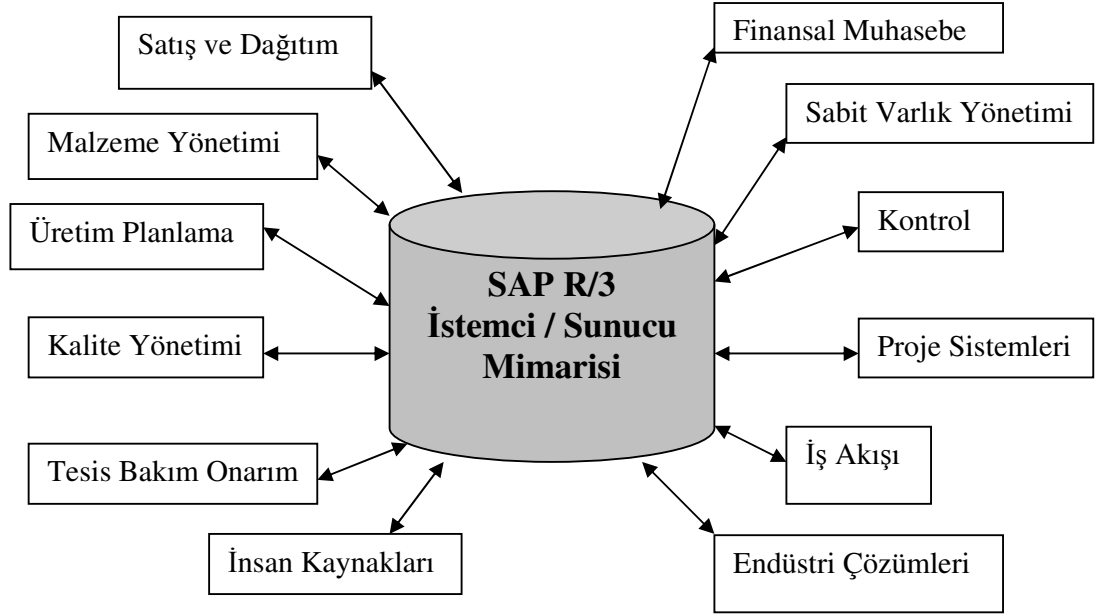 Satış ve Dağıtım
Finansal Muhasebe
Malzeme Yönetimi
Sabit Varlık Yönetimi
Üretim Planlama
Kontrol
SAP R/3
İstemci / Sunucu
Mimarisi
Kalite Yönetimi
Proje Sistemleri
Tesis Bakım Onarım
İş Akışı
İnsan Kaynakları
Endüstri Çözümleri